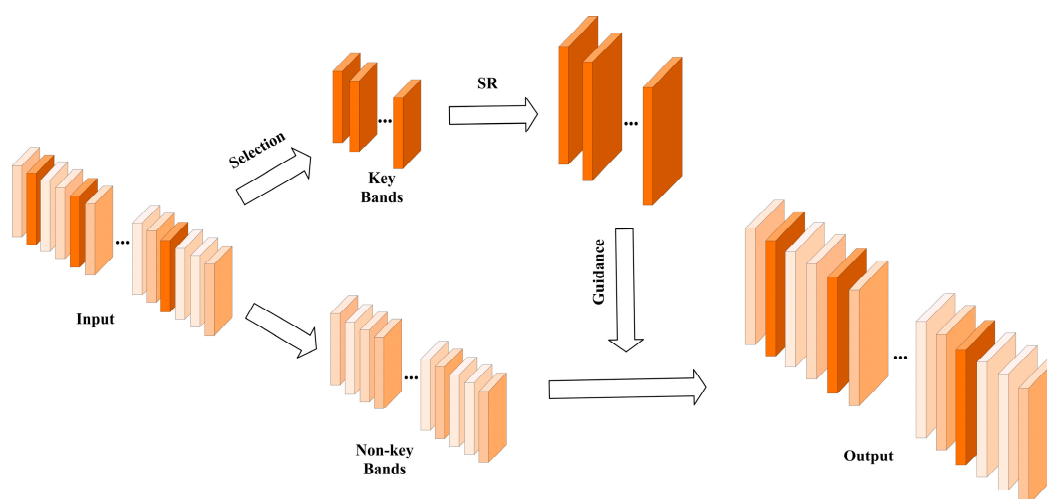 Selection
SR
...
...
Key
Bands
...
Input
Guidance
...
...
Non-key
Bands
Output